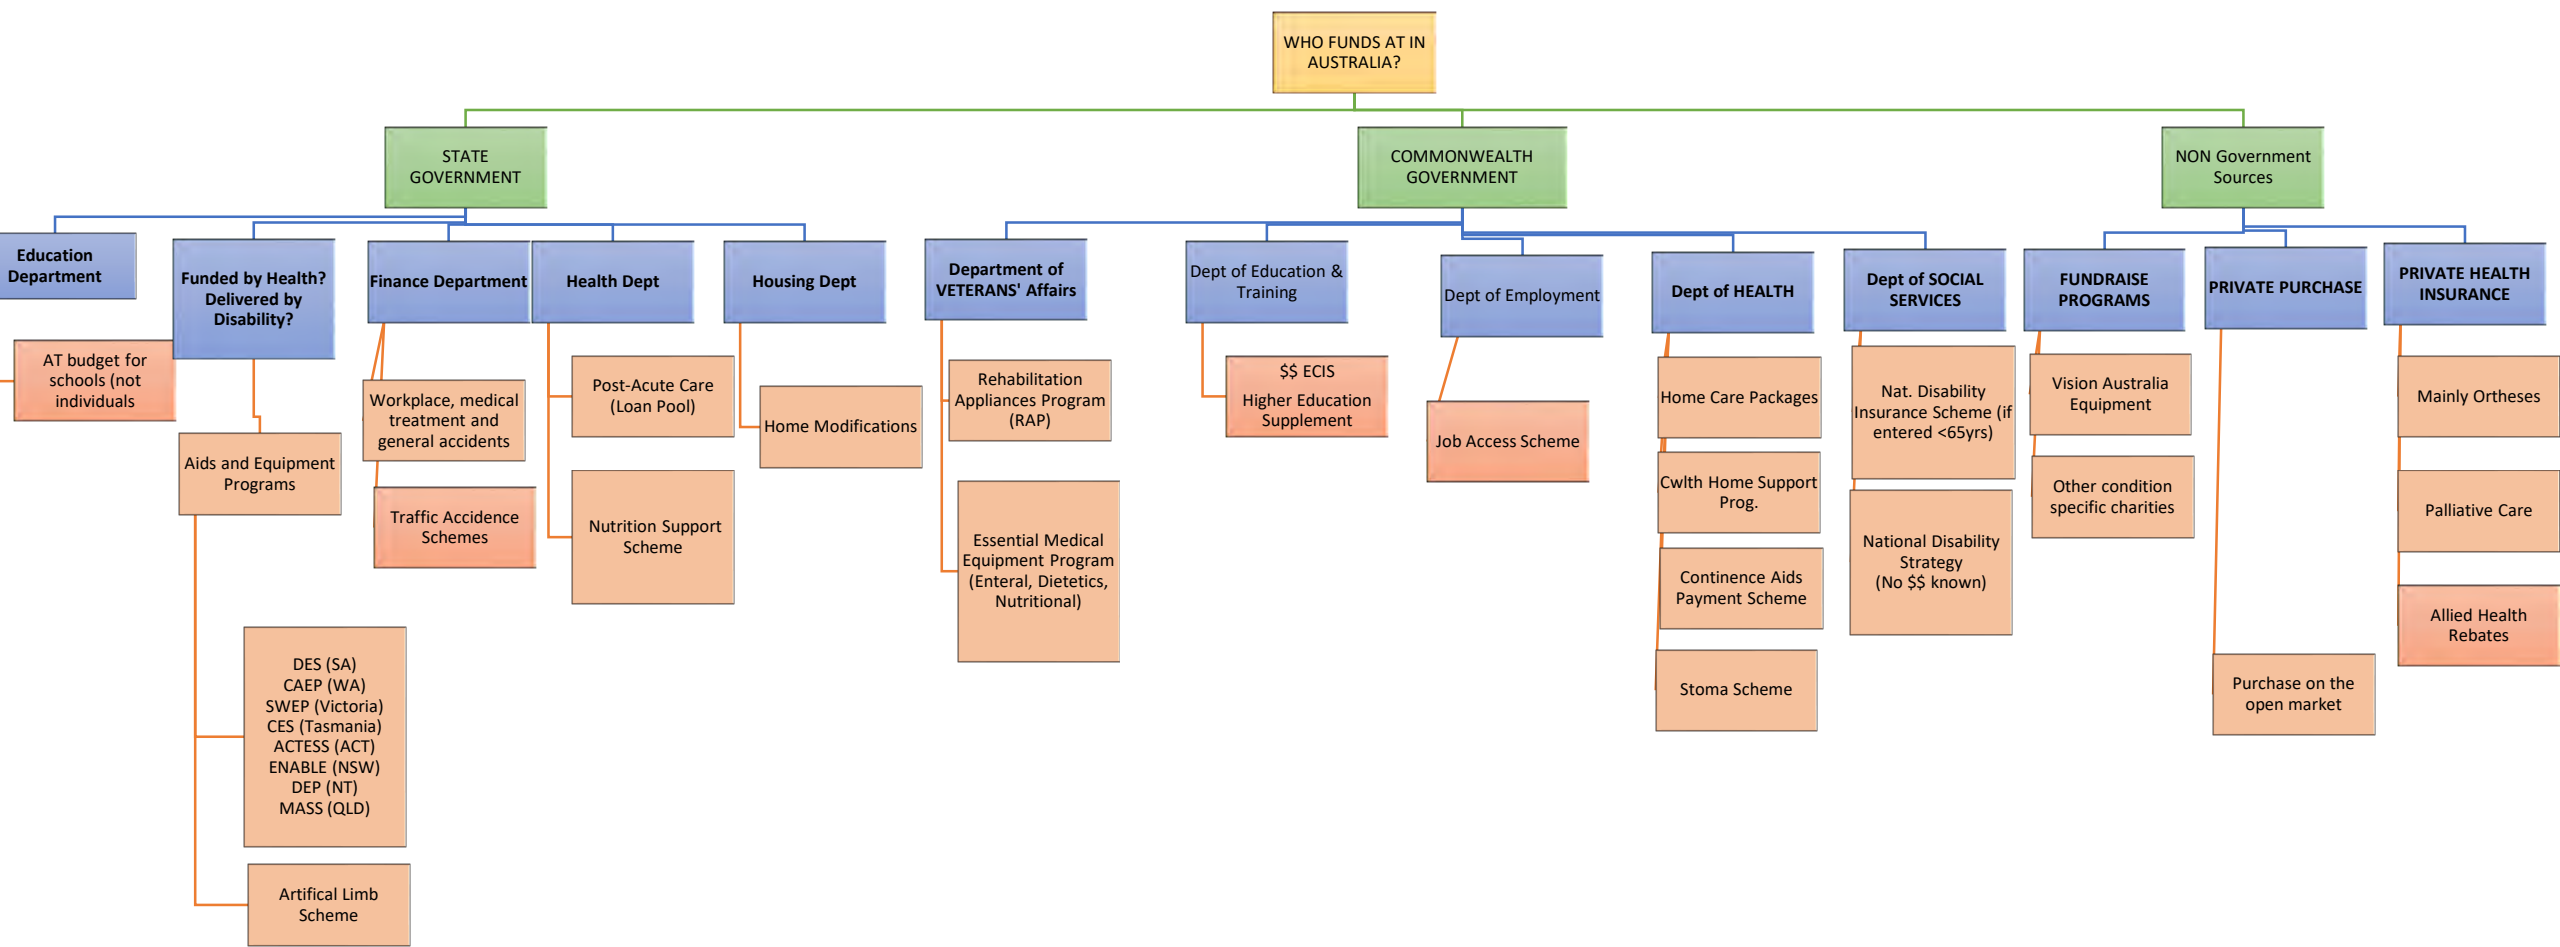 WHO FUNDS AT IN
AUSTRALIA?
STATE
GOVERNMENT
COMMONWEALTH
GOVERNMENT
NON Government
Sources
Education
Department
Funded by Health?
Delivered by
Disability?
Finance Department
Health Dept
Housing Dept
Department of
VETERANS' Affairs
Dept of Education &
Training
Dept of Employment
Dept of HEALTH
Dept of SOCIAL
SERVICES
FUNDRAISE
PROGRAMS
PRIVATE PURCHASE
PRIVATE HEALTH
INSURANCE
AT budget for
schools (not
individuals
Aids and Equipment
Programs
DES (SA)
CAEP (WA)
SWEP (Victoria)
CES (Tasmania)
ACTESS (ACT)
ENABLE (NSW)
DEP (NT)
MASS (QLD)
Artifical Limb
Scheme
Workplace, medical
treatment and
general accidents
Traffic Accidence
Schemes
Post-Acute Care
(Loan Pool)
Nutrition Support
Scheme
Home Modifications
Rehabilitation
Appliances Program
(RAP)
Essential Medical
Equipment Program
(Enteral, Dietetics,
Nutritional)
$$ ECIS
Higher Education
Supplement
Job Access Scheme
Home Care Packages
Cwlth Home Support
Prog.
Continence Aids
Payment Scheme
Stoma Scheme
Nat. Disability
Insurance Scheme (if
entered <65yrs)
National Disability
Strategy
(No $$ known)
Vision Australia
Equipment
Other condition
specific charities
Purchase on the
open market
Mainly Ortheses
Palliative Care
Allied Health
Rebates